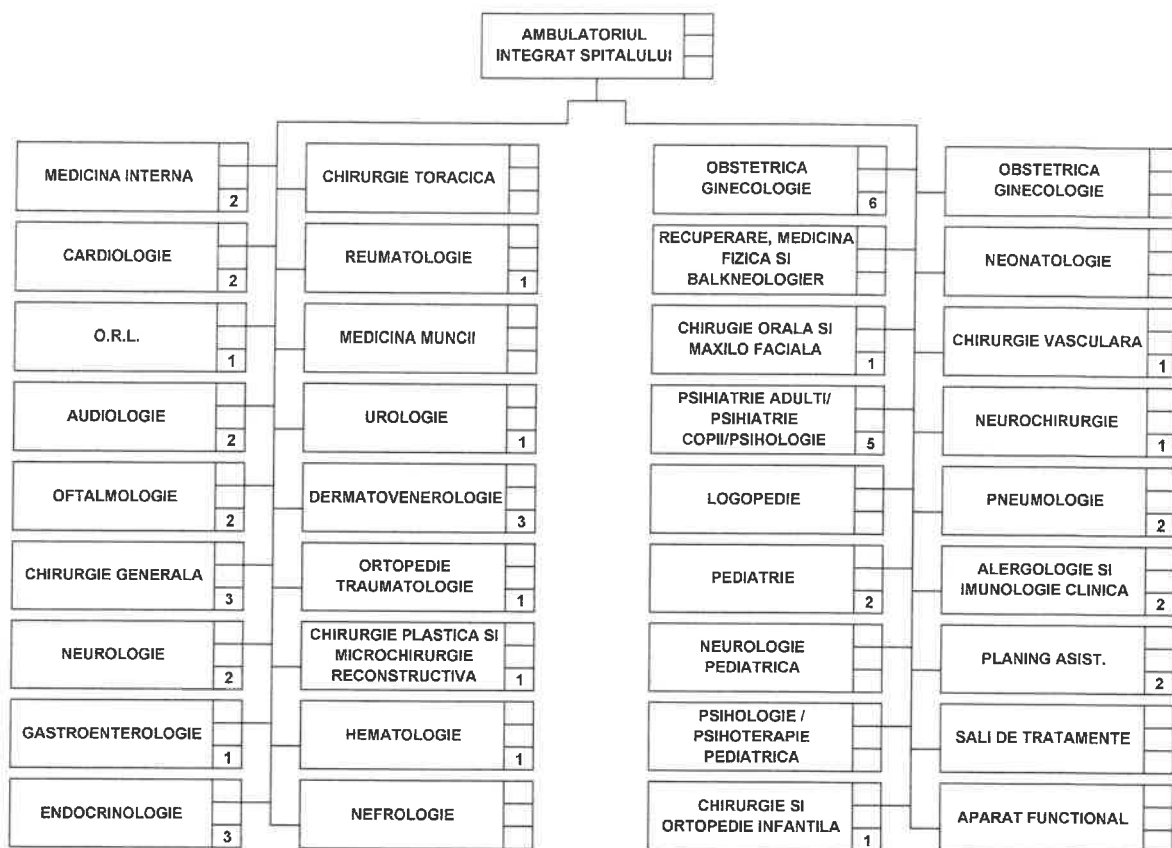 AMBULATORIUL
INTEGRAT SPITALULUI
MEDICINA INTERNA
2
CARDIOLOGIE
2
O.R.L.
1
AUDIOLOGIE
2
OFTALMOLOGIE
2
CHIRURGIE GENERALA
3
NEUROLOGIE
2
GASTROENTEROLOGIE
1
ENDOCRINOLOGIE
3
CHIRURGIE TORACICA
REUMATOLOGIE
1
MEDICINA MUNCII
UROLOGIE
1
DERMATOVENEROLOGIE
3
ORTOPEDIE
TRAUMATOLOGIE
1
CHIRURGIE PLASTICA SI
MICROCHIRURGIE
RECONSTRUCTIVA
1
HEMATOLOGIE
1
NEFROLOGIE
OBSTETRICA
GINECOLOGIE
6
RECUPERARE, MEDICINA
FIZICA SI
BALKNEOLOGIER
CHIRUGIE ORALA SI
MAXILO FACIALA
1
PSIHIATRIE ADULTI/
PSIHIATRIE
COPII/PSIHOLOGIE
5
LOGOPEDIE
PEDIATRIE
2
NEUROLOGIE
PEDIATRICA
PSIHOLOGIE /
PSIHOTERAPIE
PEDIATRICA
CHIRURGIE SI
ORTOPEDIE INFANTILA
1
OBSTETRICA
GINECOLOGIE
NEONATOLOGIE
CHIRURGIE VASCULARA
1
NEUROCHIRURGIE
1
PNEUMOLOGIE
2
ALERGOLOGIE SI
IMUNOLOGIE CLINICA
2
PLANING ASIST.
2
SALI DE TRATAMENTE
APARAT FUNCTIONAL